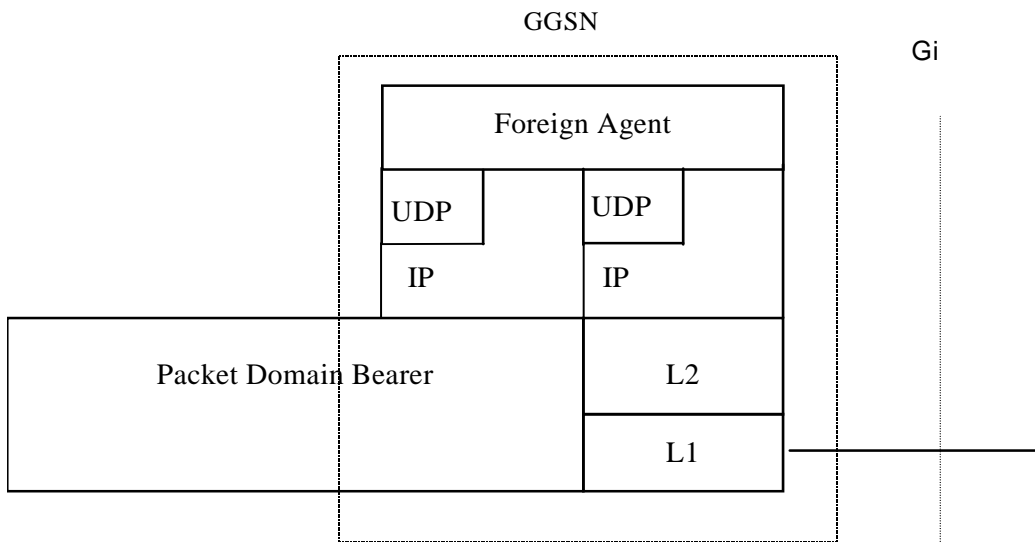 GGSN
Gi
Foreign Agent
UDP UDP
IP IP
Packet Domain Bearer L2
L1